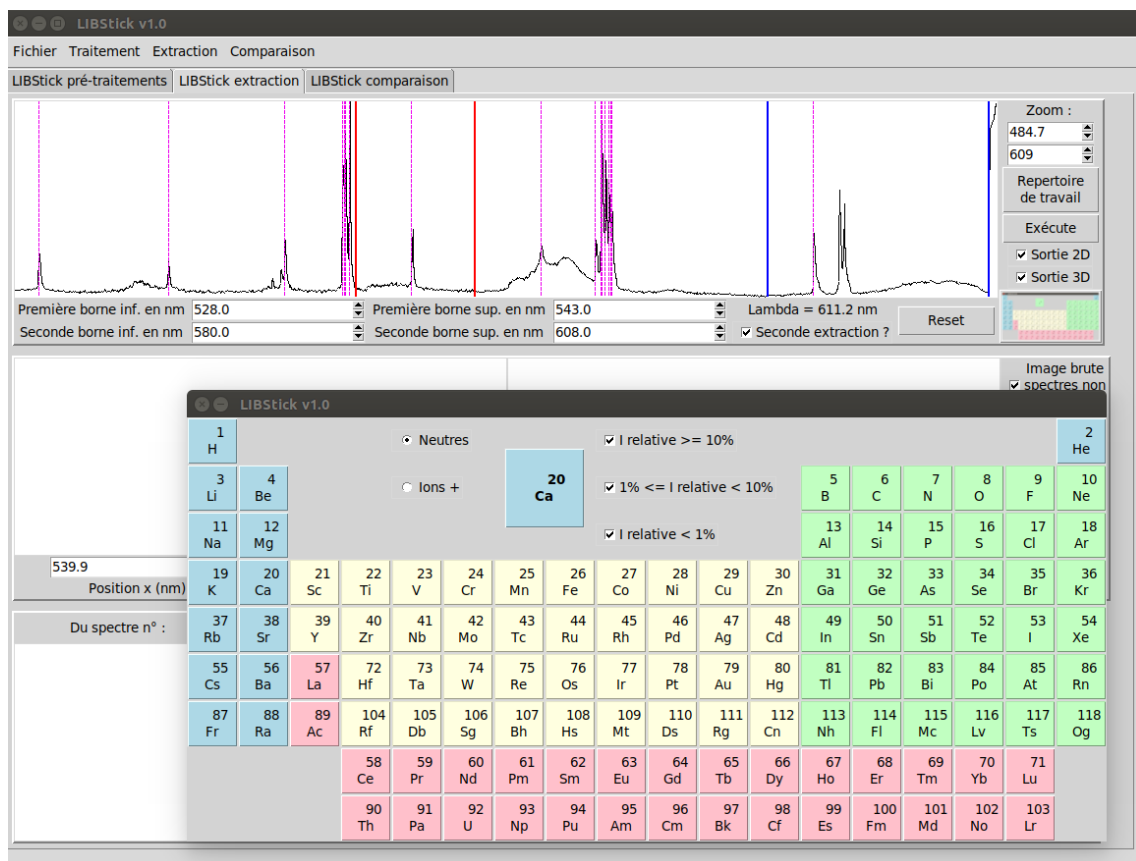 LIBStick v1.0
Fichier Traitement Extraction Comparaison
LIBStick pré-traitements LIBStick extraction LIBStick comparaison
Zoom :
484.7
609
Repertoire
de travail
Exécute
Sortie 2D
Sortie 3D
Première borne inf. en nm 528.0 Première borne sup. en nm 543.0 Lambda = 611.2 nm Reset
Seconde borne inf. en nm 580.0 Seconde borne sup. en nm 608.0 Seconde extraction ?
Image brute
spectres non
539.9
Position x (nm)
Du spectre n° :
LIBStick v1.0
Neutres
Ions +
20
Ca
I relative >= 10%
1% <= I relative < 10%
I relative < 1%
1 2
H He
3 4 5 6 7 8 9 10
Li Be B C N O F Ne
11 12 13 14 15 16 17 18
Na Mg Al Si P S Cl Ar
19 20 21 22 23 24 25 26 27 28 29 30 31 32 33 34 35 36
K Ca Sc Ti V Cr Mn Fe Co Ni Cu Zn Ga Ge As Se Br Kr
37 38 39 40 41 42 43 44 45 46 47 48 49 50 51 52 53 54
Rb Sr Y Zr Nb Mo Tc Ru Rh Pd Ag Cd In Sn Sb Te I Xe
55 56 57 72 73 74 75 76 77 78 79 80 81 82 83 84 85 86
Cs Ba La Hf Ta W Re Os Ir Pt Au Hg Tl Pb Bi Po At Rn
87 88 89 104 105 106 107 108 109 110 111 112 113 114 115 116 117 118
Fr Ra Ac Rf Db Sg Bh Hs Mt Ds Rg Cn Nh Fl Mc Lv Ts Og
58 59 60 61 62 63 64 65 66 67 68 69 70 71
Ce Pr Nd Pm Sm Eu Gd Tb Dy Ho Er Tm Yb Lu
90 91 92 93 94 95 96 97 98 99 100 101 102 103
Th Pa U Np Pu Am Cm Bk Cf Es Fm Md No Lr